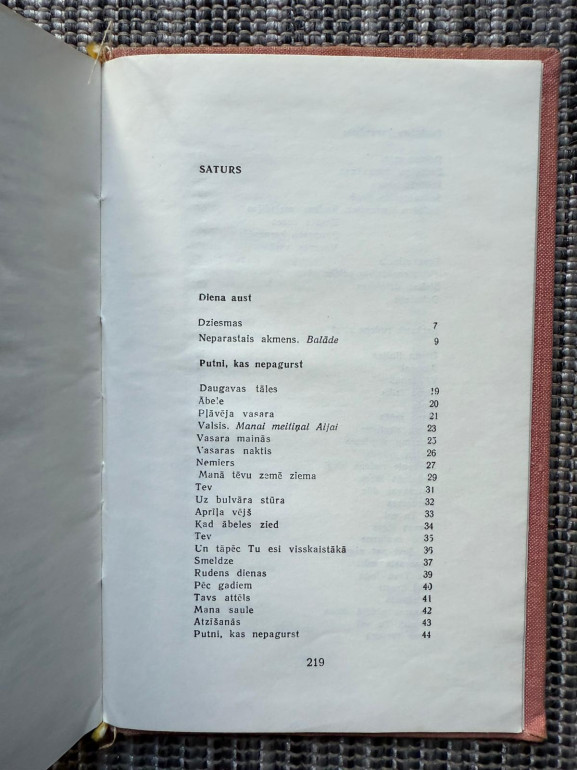 SATURS
Diena aust
Dziesmas 7
Neparastais akmens. Balāde 9
Putni, kas nepagurst
Daugavas tāles 19
Ābele 20
Pļāvēja vasara 21
Valsis. Manai meitiņai Aijai 23
Vasara mainās 25
Vasaras naktis 26
Nemiers 27
Manā tēvu zemē ziema 29
Tev 31
Uz bulvāra stūra 32
Aprīļa vējš 33
Kad ābeles zied 34
Tev 35
Un tāpēc Tu esi visskaistākā 36
Smeldze 37
Rudens dienas 39
Pēc gadiem 40
Tavs attēls 41
Mana saule 42
Atzīšanās 43
Putni, kas nepagurst 44
219